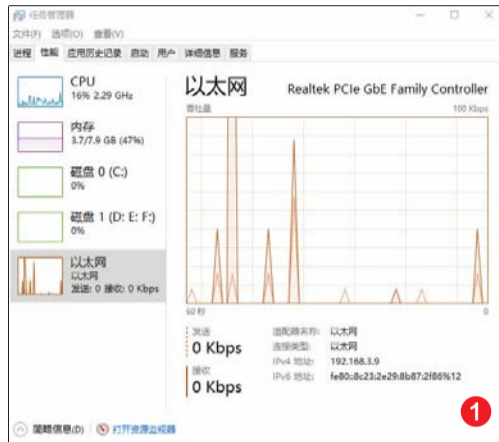 任务管理器
文件(F) 选项(O) 查看(V)
进程 性能 应用历史记录 启动 用户 详细信息 服务
CPU
16% 2.29 GHz
内存
3.7/7.9 GB (47%)
磁盘 0 (C:)
0%
磁盘 1 (D: E: F:)
0%
以太网
以太网
发送: 0 接收: 0 Kbps
以太网 Realtek PCIe GbE Family Controller
吞吐量 100 Kbps
60 秒 0
发送
0 Kbps
接收
0 Kbps
适配器名称: 以太网
连接类型: 以太网
IPv4 地址: 192.168.3.9
IPv6 地址: fe80::8c23:2e29:8b87:2f86%12
简略信息(D) 打开资源监视器
1